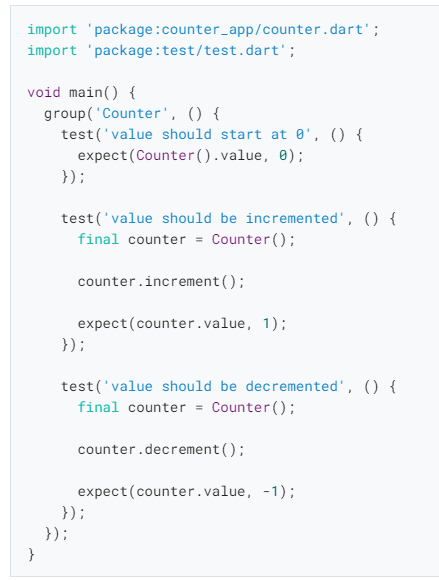 import 'package:counter_app/counter.dart';
import 'package:test/test.dart';

void main() {
  group('Counter', () {
    test('value should start at 0', () {
      expect(Counter().value, 0);
    });

    test('value should be incremented', () {
      final counter = Counter();

      counter.increment();

      expect(counter.value, 1);
    });

    test('value should be decremented', () {
      final counter = Counter();

      counter.decrement();

      expect(counter.value, -1);
    });
  });
}